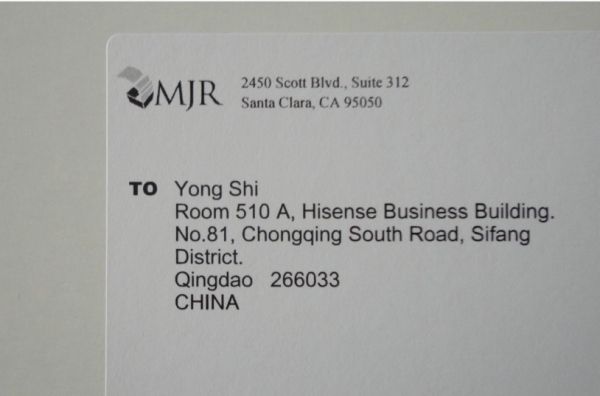 MJR
2450 Scott Blvd., Suite 312
Santa Clara, CA 95050
TO Yong Shi
Room 510 A, Hisense Business Building.
No.81, Chongqing South Road, Sifang
District.
Qingdao 266033
CHINA